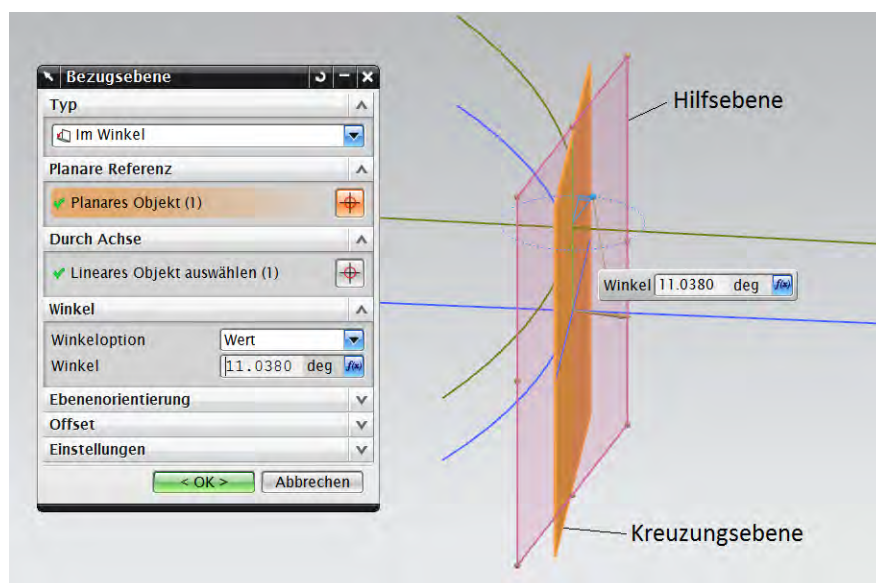 Bezugsebene
Typ
Im Winkel
Planare Referenz
Planares Objekt (1)
Durch Achse
Lineares Objekt auswählen (1)
Winkel
Winkeloption Wert
Winkel 11.0380 deg f(x)
Ebenenorientierung
Offset
Einstellungen
< OK > Abbrechen
Hilfsebene
Winkel 11.0380 deg f(x)
Kreuzungsebene